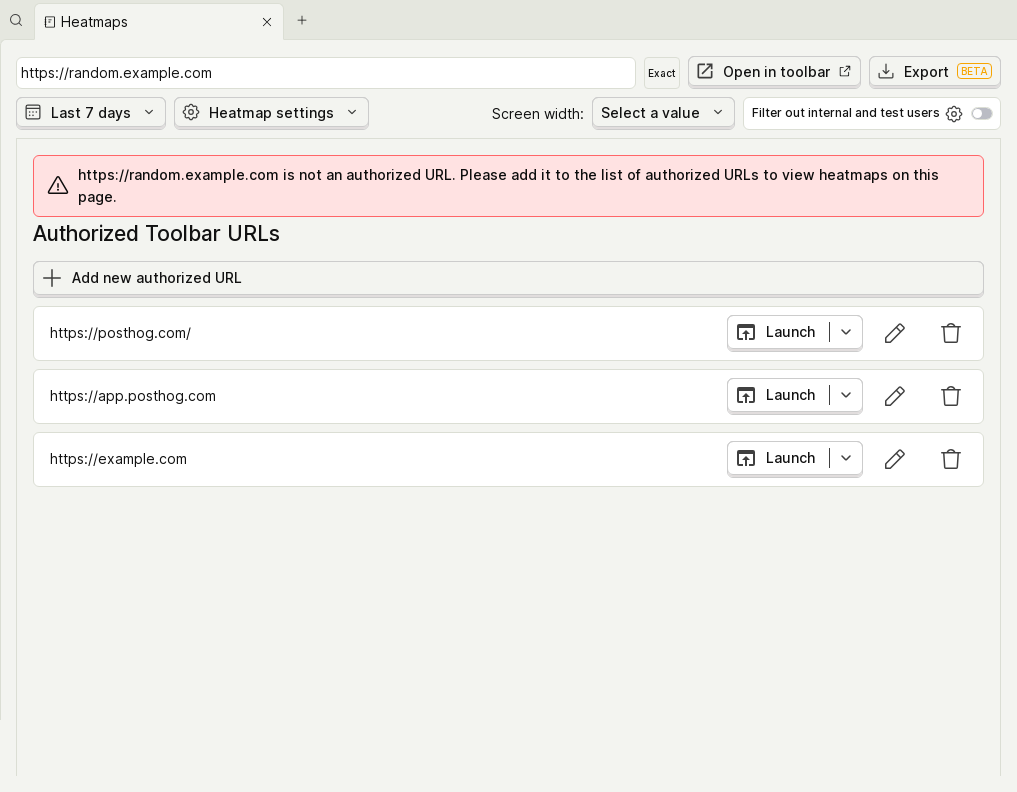 Heatmaps
https://random.example.com
Exact
Open in toolbar
Export BETA
Last 7 days
Heatmap settings
Screen width:
Select a value
Filter out internal and test users
https://random.example.com is not an authorized URL. Please add it to the list of authorized URLs to view heatmaps on this
page.
Authorized Toolbar URLs
Add new authorized URL
https://posthog.com/
Launch
https://app.posthog.com
Launch
https://example.com
Launch